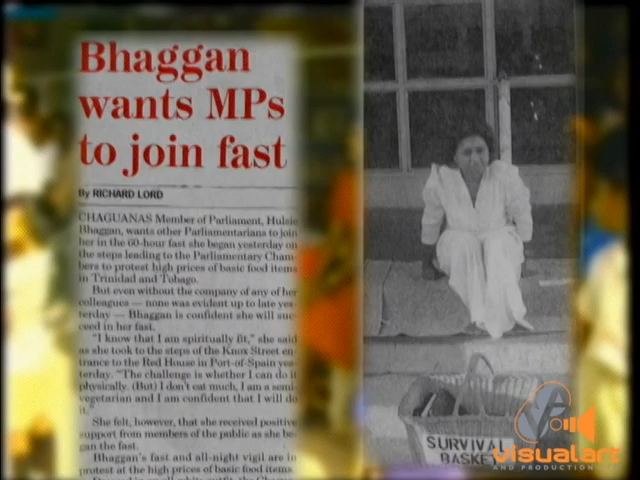 Bhaggan
wants MPs
to join fast
By RICHARD LORD
CHAGUANAS Member of Parliament, Hulsie
Bhaggan, wants other Parliamentarians to join
her in the 60-hour fast she began yesterday on
the steps leading to the Parliamentary Cham-
bers to protest high prices of basic food items
in Trinidad and Tobago.
But even without the company of any of her
colleagues — none was evident up to late yes-
terday — Bhaggan is confident she will suc-
ceed in her fast.
"I know that I am spiritually fit," she said
as she took to the steps of the Knox Street en-
trance to the Red House in Port-of-Spain yes-
terday. "The challenge is whether I can do it
physically. (But) I don't eat much, I am a semi-
vegetarian and I am confident that I will do
it."
She felt, however, that she received positive
support from members of the public as she be-
gan the fast.
Bhaggan's fast and all-night vigil are in
protest at the high prices of basic food items.
SURVIVAL
BASKET
visualart
AND PRODUCTION